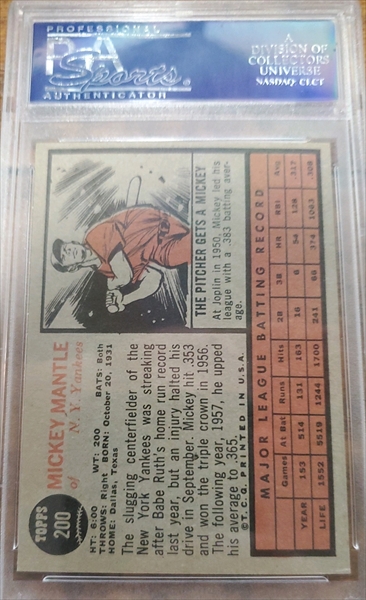 PROFESSIONAL
PSA
Sports
AUTHENTICATOR
A
DIVISION OF
COLLECTORS
UNIVERSE
NASDAQ: CLCT
TOPPS
200
MICKEY MANTLE
of N. Y. Yankees
HT: 6:00 WT: 200 BATS: Both
THROWS: Right BORN: October 20, 1931
HOME: Dallas, Texas
The slugging centerfielder of the
New York Yankees was streaking
after Babe Ruth's home run record
last year, but an injury halted his
drive in September. Mickey hit .353
and won the triple crown in 1956.
The following year, 1957, he upped
his average to .365.
©T.C.G. PRINTED IN U.S.A.
THE PITCHER GETS A MICKEY
At Joplin in 1950, Mickey led his
league with a .383 batting aver-
age.
MAJOR LEAGUE BATTING RECORD
Games At Bat Runs Hits 2B 3B HR RBI Avg.
YEAR 153 514 131 163 16 6 54 128 .317
LIFE 1552 5519 1244 1700 241 66 374 1063 .308